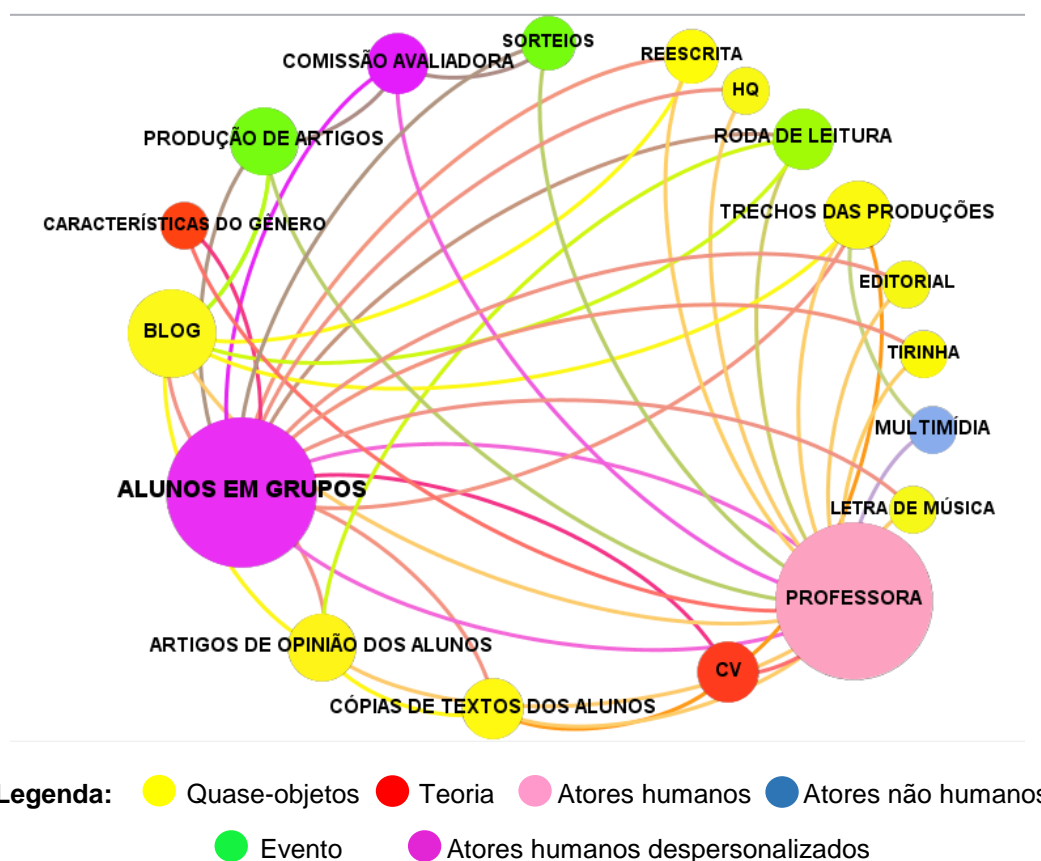 SORTEIOS
COMISSÃO AVALIADORA
REESCRITA
HQ
PRODUÇÃO DE ARTIGOS
RODA DE LEITURA
TRECHOS DAS PRODUÇÕES
CARACTERÍSTICAS DO GÊNERO
EDITORIAL
BLOG
TIRINHA
MULTIMÍDIA
ALUNOS EM GRUPOS
LETRA DE MÚSICA
PROFESSORA
ARTIGOS DE OPINIÃO DOS ALUNOS
CV
CÓPIAS DE TEXTOS DOS ALUNOS
Legenda: Quase-objetos Teoria Atores humanos Atores não humanos
Evento Atores humanos despersonalizados